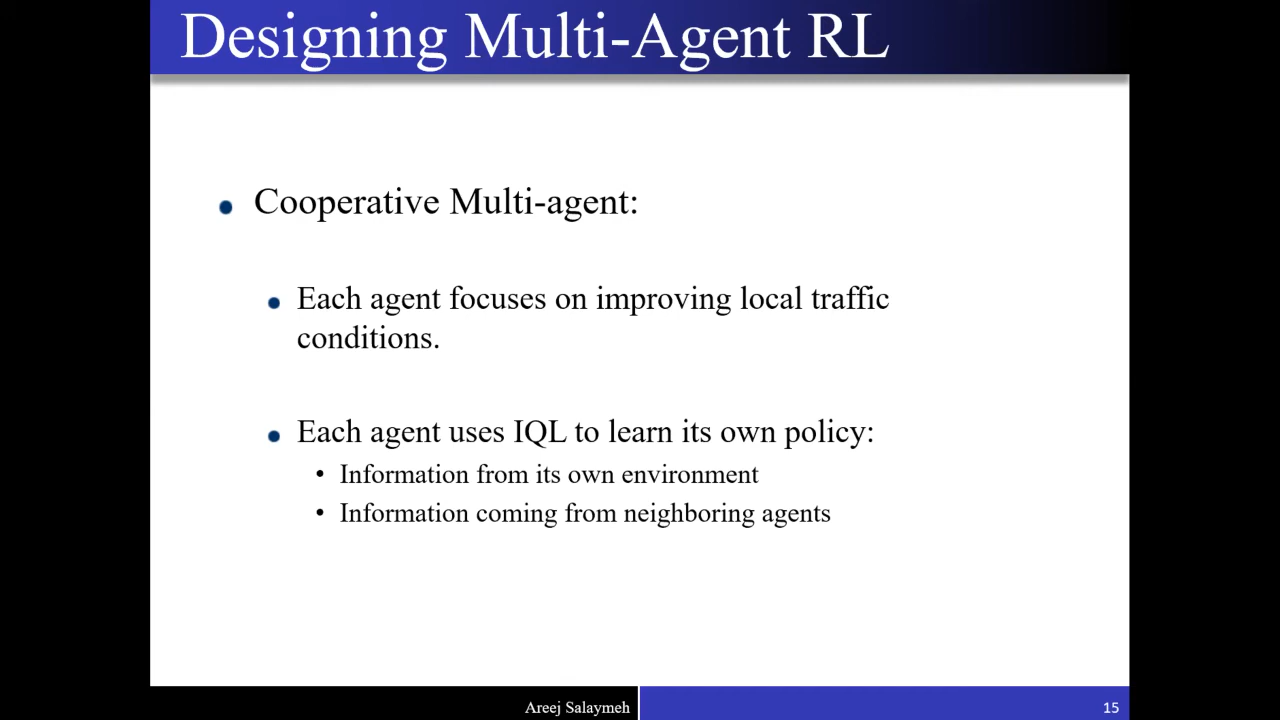 Designing Multi-Agent RL
• Cooperative Multi-agent:
• Each agent focuses on improving local traffic
conditions.
• Each agent uses IQL to learn its own policy:
• Information from its own environment
• Information coming from neighboring agents
Areej Salaymeh
15